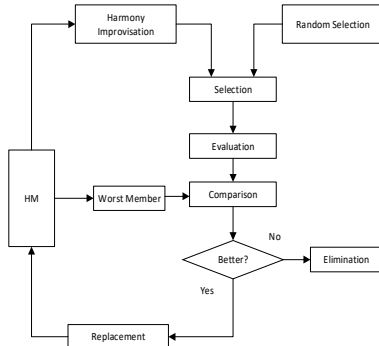 Harmony
Improvisation
Random Selection
Selection
Evaluation
HM
Worst Member
Comparison
Better?
No
Elimination
Yes
Replacement